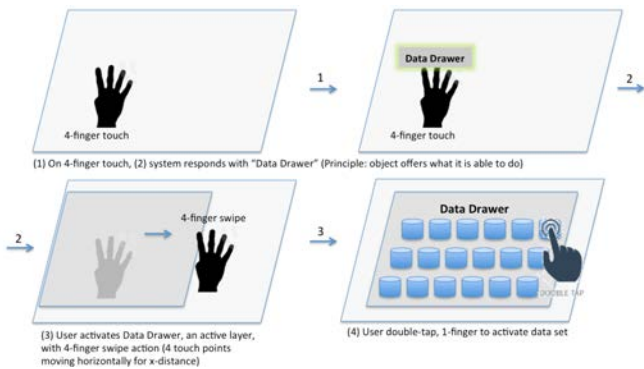 Data Drawer
1
2
4-finger touch
4-finger touch
(1) On 4-finger touch, (2) system responds with "Data Drawer" (Principle: object offers what it is able to do)
2
4-finger swipe
3
Data Drawer
DOUBLE TAP
(3) User activates Data Drawer, an active layer,
with 4-finger swipe action (4 touch points
moving horizontally for x-distance)
(4) User double-tap, 1-finger to activate data set